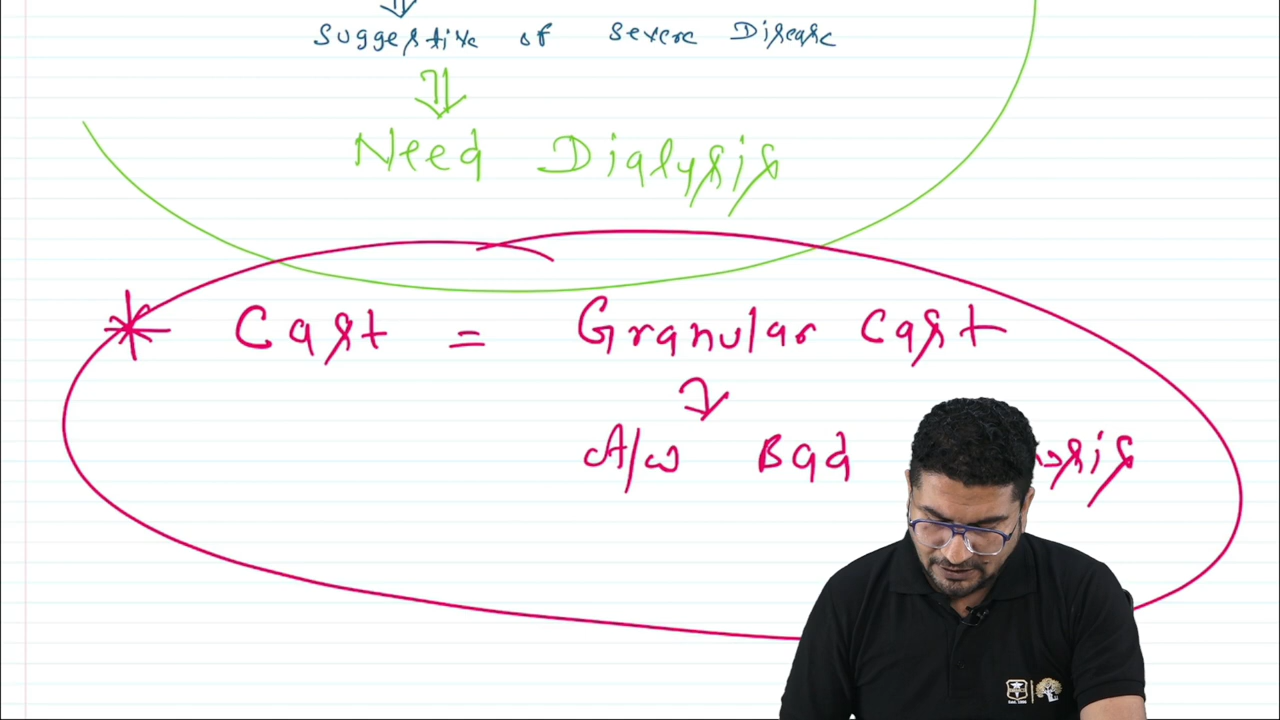 Suggestive of Severe Disease
Need Dialysis
* Cast = Granular Cast
A/w Bad